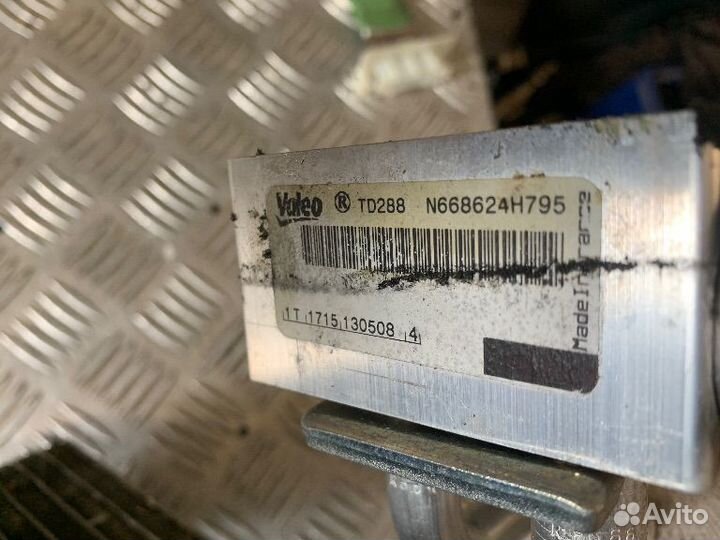 Valeo ® TD288 N668624H795
1T 1715 130508 4
Made in France
Avito